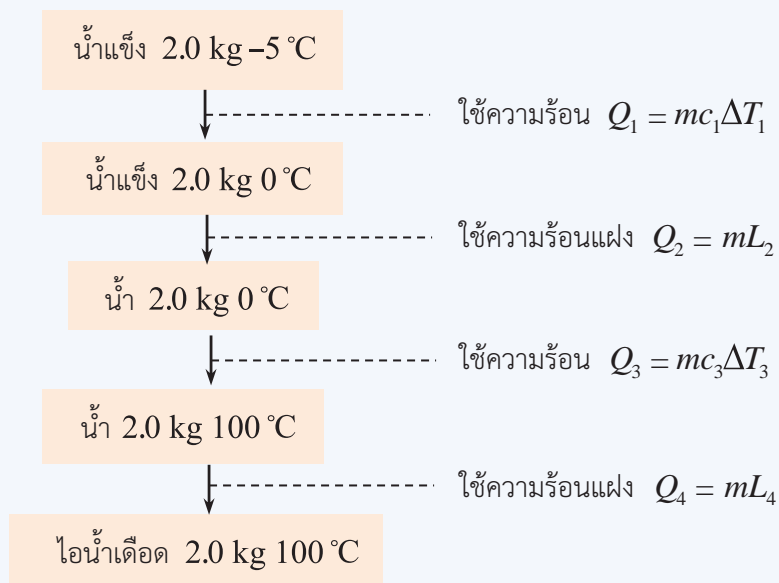 น้ำแข็ง 2.0 kg –5 °C
ใช้ความร้อน Q₁ = mc₁ΔT₁
น้ำแข็ง 2.0 kg 0 °C
ใช้ความร้อนแฝง Q₂ = mL₂
น้ำ 2.0 kg 0 °C
ใช้ความร้อน Q₃ = mc₃ΔT₃
น้ำ 2.0 kg 100 °C
ใช้ความร้อนแฝง Q₄ = mL₄
ไอน้ำเดือด 2.0 kg 100 °C